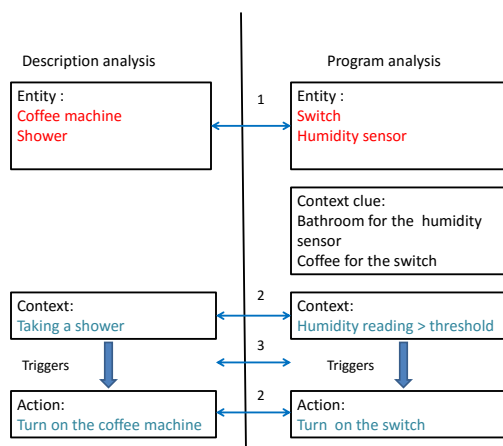 Description analysis
Program analysis
Entity :
Coffee machine
Shower
1
Entity :
Switch
Humidity sensor
Context clue:
Bathroom for the humidity
sensor
Coffee for the switch
Context:
Taking a shower
2
Context:
Humidity reading > threshold
Triggers
3
Triggers
Action:
Turn on the coffee machine
2
Action:
Turn on the switch